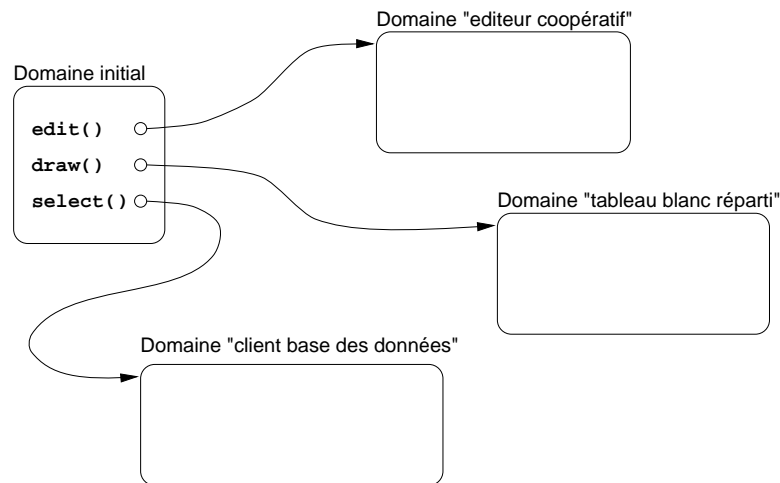 Domaine "editeur coopératif"
Domaine initial
edit()
draw()
select()
Domaine "tableau blanc réparti"
Domaine "client base des données"